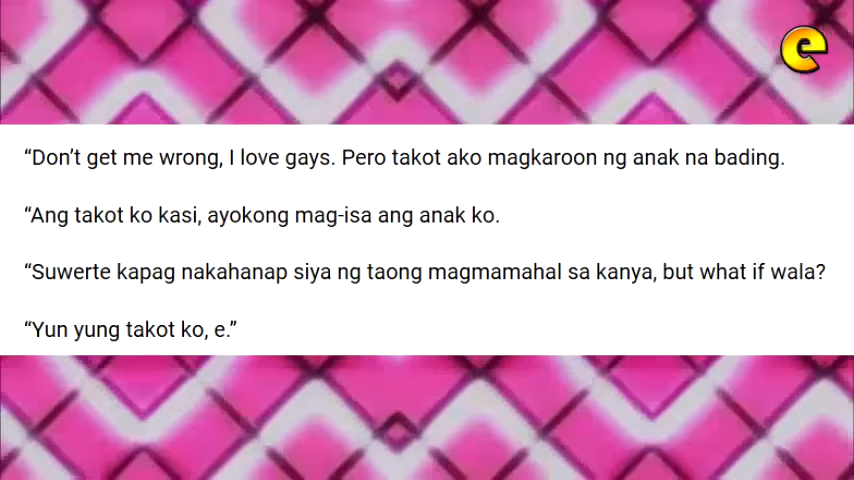 e
“Don’t get me wrong, I love gays. Pero takot ako magkaroon ng anak na bading.
“Ang takot ko kasi, ayokong mag-isa ang anak ko.
“Suwerte kapag nakahanap siya ng taong magmamahal sa kanya, but what if wala?
“Yun yung takot ko, e.”